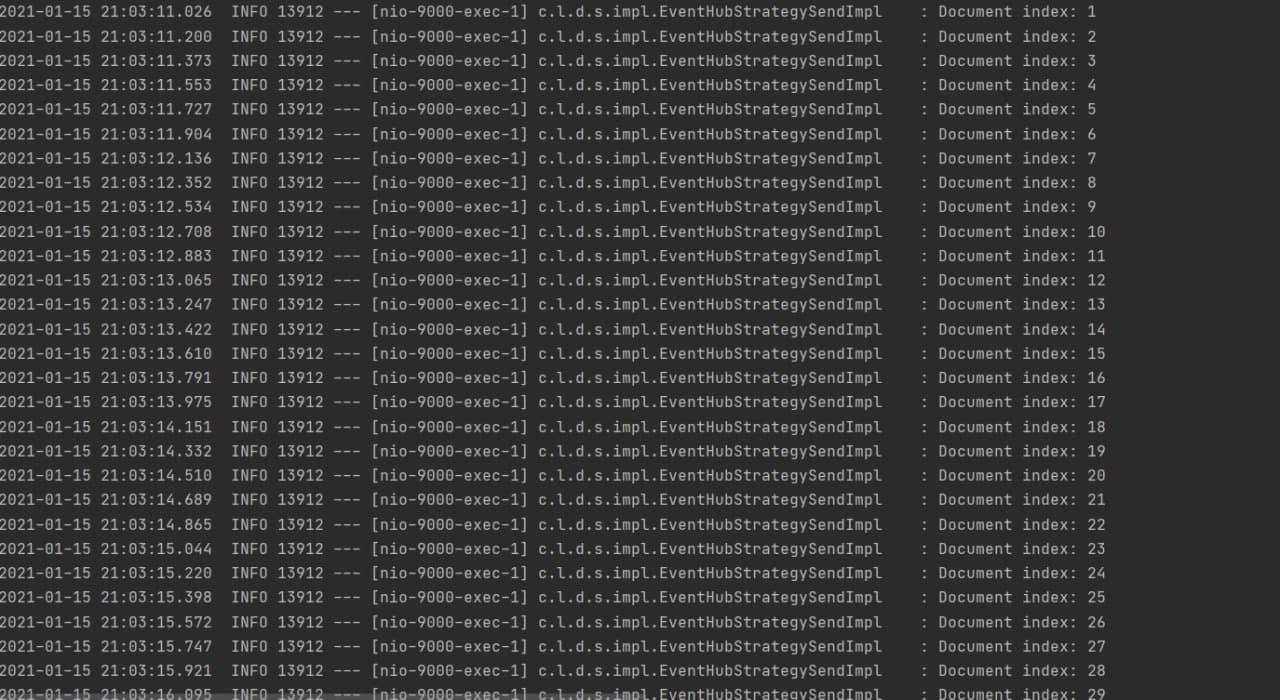 2021-01-15 21:03:11.026  INFO 13912 --- [nio-9000-exec-1] c.l.d.s.impl.EventHubStrategySendImpl    : Document index: 1
2021-01-15 21:03:11.200  INFO 13912 --- [nio-9000-exec-1] c.l.d.s.impl.EventHubStrategySendImpl    : Document index: 2
2021-01-15 21:03:11.373  INFO 13912 --- [nio-9000-exec-1] c.l.d.s.impl.EventHubStrategySendImpl    : Document index: 3
2021-01-15 21:03:11.553  INFO 13912 --- [nio-9000-exec-1] c.l.d.s.impl.EventHubStrategySendImpl    : Document index: 4
2021-01-15 21:03:11.727  INFO 13912 --- [nio-9000-exec-1] c.l.d.s.impl.EventHubStrategySendImpl    : Document index: 5
2021-01-15 21:03:11.904  INFO 13912 --- [nio-9000-exec-1] c.l.d.s.impl.EventHubStrategySendImpl    : Document index: 6
2021-01-15 21:03:12.136  INFO 13912 --- [nio-9000-exec-1] c.l.d.s.impl.EventHubStrategySendImpl    : Document index: 7
2021-01-15 21:03:12.352  INFO 13912 --- [nio-9000-exec-1] c.l.d.s.impl.EventHubStrategySendImpl    : Document index: 8
2021-01-15 21:03:12.534  INFO 13912 --- [nio-9000-exec-1] c.l.d.s.impl.EventHubStrategySendImpl    : Document index: 9
2021-01-15 21:03:12.708  INFO 13912 --- [nio-9000-exec-1] c.l.d.s.impl.EventHubStrategySendImpl    : Document index: 10
2021-01-15 21:03:12.883  INFO 13912 --- [nio-9000-exec-1] c.l.d.s.impl.EventHubStrategySendImpl    : Document index: 11
2021-01-15 21:03:13.065  INFO 13912 --- [nio-9000-exec-1] c.l.d.s.impl.EventHubStrategySendImpl    : Document index: 12
2021-01-15 21:03:13.247  INFO 13912 --- [nio-9000-exec-1] c.l.d.s.impl.EventHubStrategySendImpl    : Document index: 13
2021-01-15 21:03:13.422  INFO 13912 --- [nio-9000-exec-1] c.l.d.s.impl.EventHubStrategySendImpl    : Document index: 14
2021-01-15 21:03:13.610  INFO 13912 --- [nio-9000-exec-1] c.l.d.s.impl.EventHubStrategySendImpl    : Document index: 15
2021-01-15 21:03:13.791  INFO 13912 --- [nio-9000-exec-1] c.l.d.s.impl.EventHubStrategySendImpl    : Document index: 16
2021-01-15 21:03:13.975  INFO 13912 --- [nio-9000-exec-1] c.l.d.s.impl.EventHubStrategySendImpl    : Document index: 17
2021-01-15 21:03:14.151  INFO 13912 --- [nio-9000-exec-1] c.l.d.s.impl.EventHubStrategySendImpl    : Document index: 18
2021-01-15 21:03:14.332  INFO 13912 --- [nio-9000-exec-1] c.l.d.s.impl.EventHubStrategySendImpl    : Document index: 19
2021-01-15 21:03:14.510  INFO 13912 --- [nio-9000-exec-1] c.l.d.s.impl.EventHubStrategySendImpl    : Document index: 20
2021-01-15 21:03:14.689  INFO 13912 --- [nio-9000-exec-1] c.l.d.s.impl.EventHubStrategySendImpl    : Document index: 21
2021-01-15 21:03:14.865  INFO 13912 --- [nio-9000-exec-1] c.l.d.s.impl.EventHubStrategySendImpl    : Document index: 22
2021-01-15 21:03:15.044  INFO 13912 --- [nio-9000-exec-1] c.l.d.s.impl.EventHubStrategySendImpl    : Document index: 23
2021-01-15 21:03:15.220  INFO 13912 --- [nio-9000-exec-1] c.l.d.s.impl.EventHubStrategySendImpl    : Document index: 24
2021-01-15 21:03:15.398  INFO 13912 --- [nio-9000-exec-1] c.l.d.s.impl.EventHubStrategySendImpl    : Document index: 25
2021-01-15 21:03:15.572  INFO 13912 --- [nio-9000-exec-1] c.l.d.s.impl.EventHubStrategySendImpl    : Document index: 26
2021-01-15 21:03:15.747  INFO 13912 --- [nio-9000-exec-1] c.l.d.s.impl.EventHubStrategySendImpl    : Document index: 27
2021-01-15 21:03:15.921  INFO 13912 --- [nio-9000-exec-1] c.l.d.s.impl.EventHubStrategySendImpl    : Document index: 28
2021-01-15 21:03:16.095  INFO 13912 --- [nio-9000-exec-1] c.l.d.s.impl.EventHubStrategySendImpl    : Document index: 29